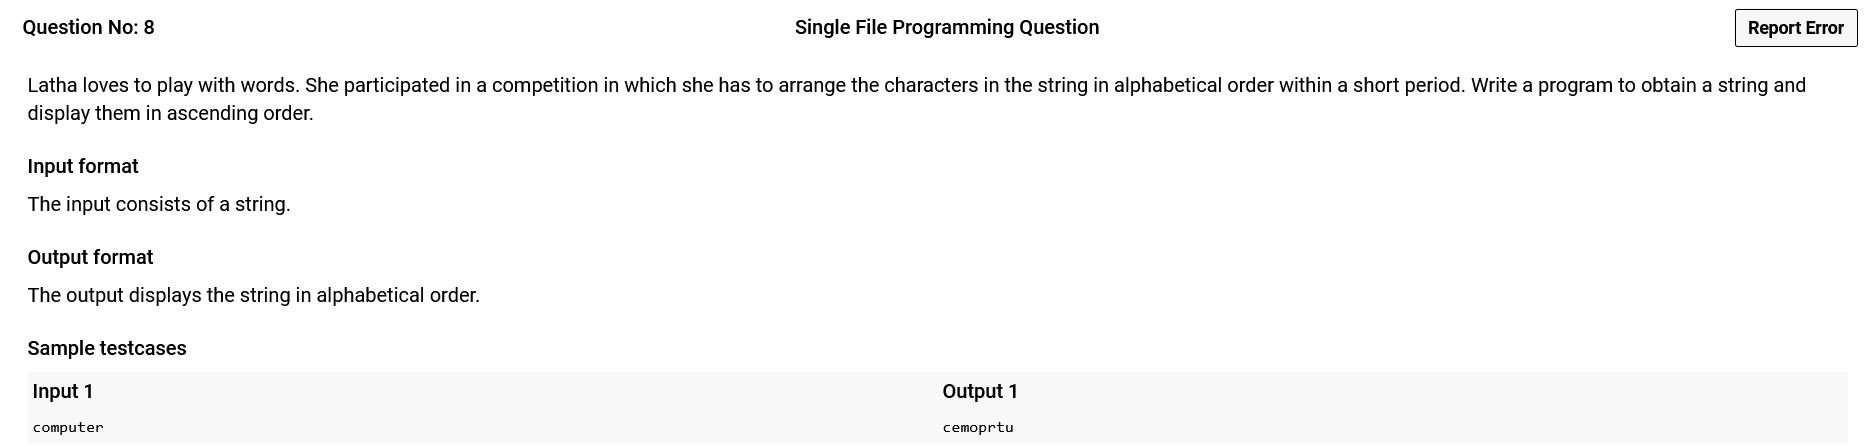 Question No: 8
Single File Programming Question
Report Error
Latha loves to play with words. She participated in a competition in which she has to arrange the characters in the string in alphabetical order within a short period. Write a program to obtain a string and
display them in ascending order.
Input format
The input consists of a string.
Output format
The output displays the string in alphabetical order.
Sample testcases
Input 1
Output 1
computer
cemoprtu